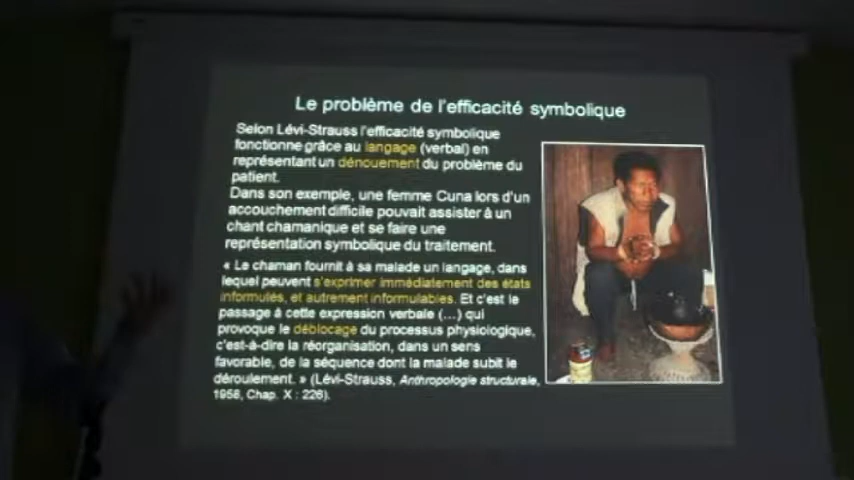 Le problème de l'efficacité symbolique
Selon Lévi-Strauss l'efficacité symbolique
fonctionne grâce au langage (verbal) en
représentant un dénouement du problème du
patient.
Dans son exemple, une femme Cuna lors d'un
accouchement difficile pouvait assister à un
chant chamanique et se faire une
représentation symbolique du traitement.
« Le chaman fournit à sa malade un langage, dans
lequel peuvent s'exprimer immédiatement des états
informulés, et autrement informulables. Et c'est le
passage à cette expression verbale (…) qui
provoque le déblocage du processus physiologique,
c'est-à-dire la réorganisation, dans un sens
favorable, de la séquence dont la malade subit le
déroulement. » (Lévi-Strauss, Anthropologie structurale,
1958, Chap. X : 226).